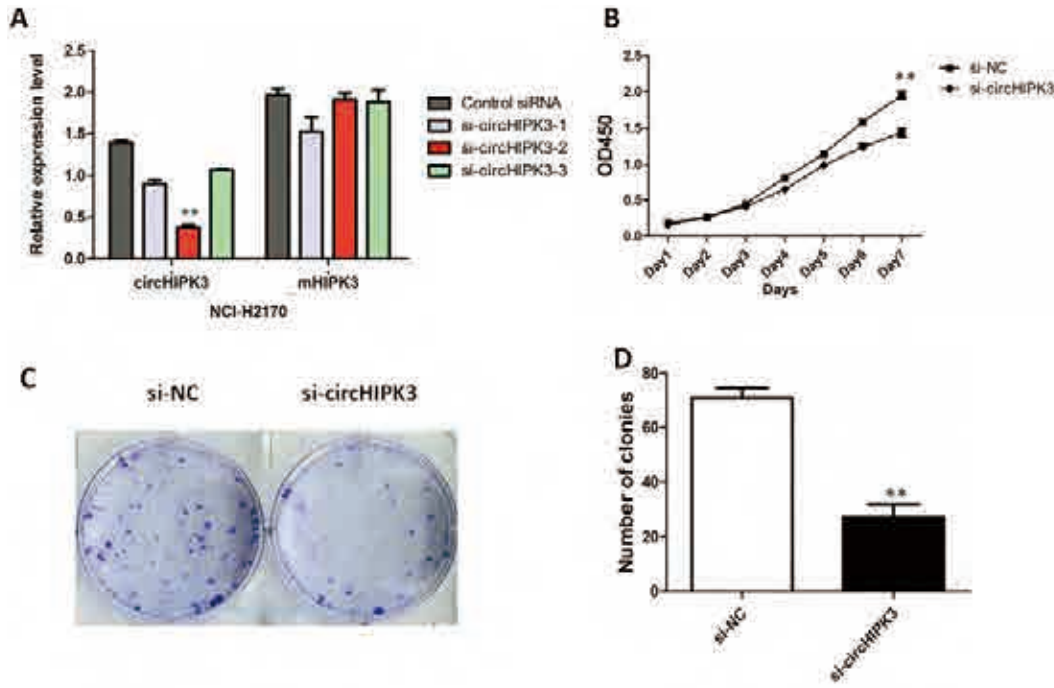 A
Relative expression level
2.5
2.0
1.5
1.0
0.5
0.0
**
circHIPK3
mHIPK3
NCI-H2170
Control siRNA
si-circHIPK3-1
si-circHIPK3-2
si-circHIPK3-3
B
OD450
2.5
2.0
1.5
1.0
0.5
0.0
**
Day1
Day2
Day3
Day4
Day5
Day6
Day7
Days
si-NC
si-circHIPK3
C
si-NC
si-circHIPK3
D
Number of clonies
80
60
40
20
0
**
si-NC
si-circHIPK3